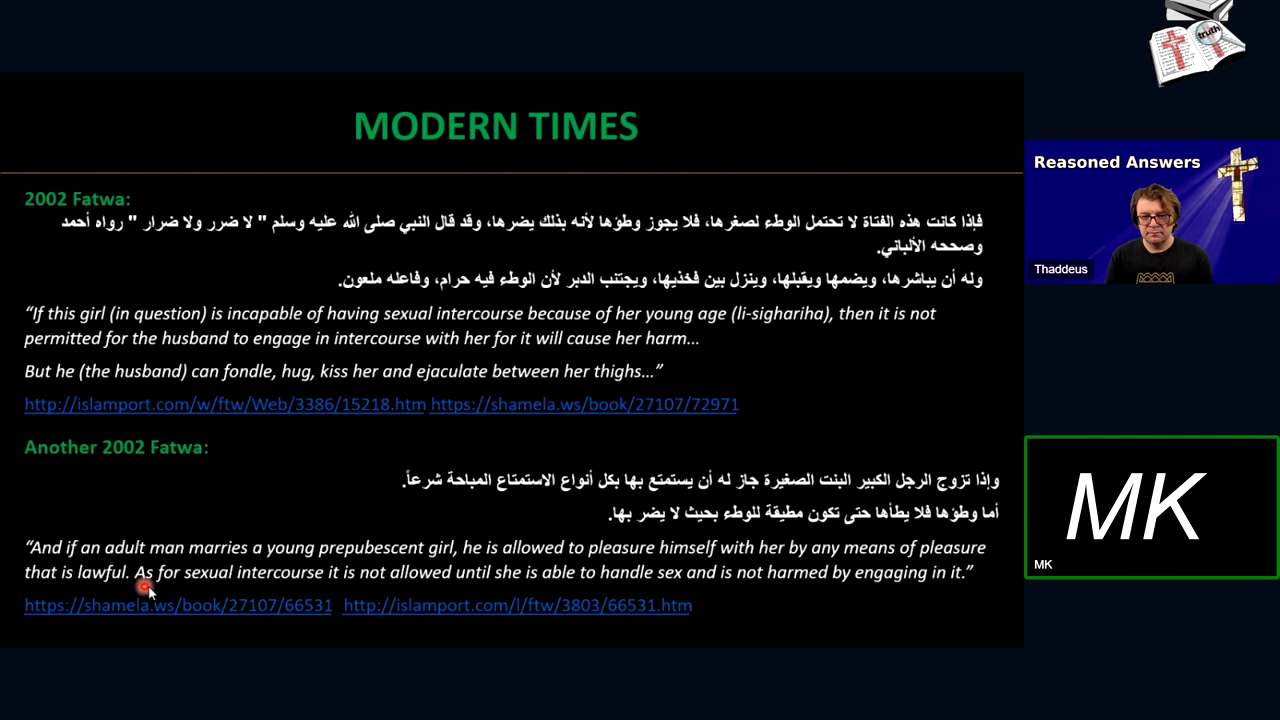 truth
MODERN TIMES
2002 Fatwa:
فإذا كانت هذه الفتاة لا تحتمل الوطء لصغرها، فلا يجوز وطؤها لأنه بذلك يضرها، وقد قال النبي صلى الله عليه وسلم " لا ضرر ولا ضرار " رواه أحمد
وصححه الألباني.
وله أن يباشرها، ويضمها ويقبلها، وينزل بين فخذيها، ويجتنب الدبر لأن الوطء فيه حرام، وفاعله ملعون.
“If this girl (in question) is incapable of having sexual intercourse because of her young age (li-sighariha), then it is not
permitted for the husband to engage in intercourse with her for it will cause her harm...
But he (the husband) can fondle, hug, kiss her and ejaculate between her thighs...”
http://islamport.com/w/ftw/Web/3386/15218.htm https://shamela.ws/book/27107/72971
Another 2002 Fatwa:
وإذا تزوج الرجل الكبير البنت الصغيرة جاز له أن يستمتع بها بكل أنواع الاستمتاع المباحة شرعاً.
أما وطؤها فلا يطأها حتى تكون مطيقة للوطء بحيث لا يضر بها.
“And if an adult man marries a young prepubescent girl, he is allowed to pleasure himself with her by any means of pleasure
that is lawful. As for sexual intercourse it is not allowed until she is able to handle sex and is not harmed by engaging in it.”
https://shamela.ws/book/27107/66531 http://islamport.com/l/ftw/3803/66531.htm
Reasoned Answers
Thaddeus
MK
MK